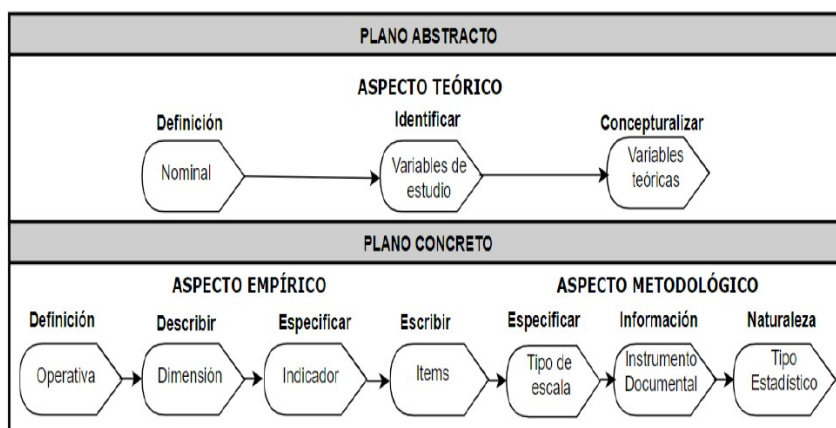 PLANO ABSTRACTO
ASPECTO TEÓRICO
Definición
Identificar
Concepturalizar
Nominal
Variables de
estudio
Variables
teóricas
PLANO CONCRETO
ASPECTO EMPÍRICO
ASPECTO METODOLÓGICO
Definición
Describir
Especificar
Escribir
Especificar
Información
Naturaleza
Operativa
Dimensión
Indicador
Items
Tipo de
escala
Instrumento
Documental
Tipo
Estadístico